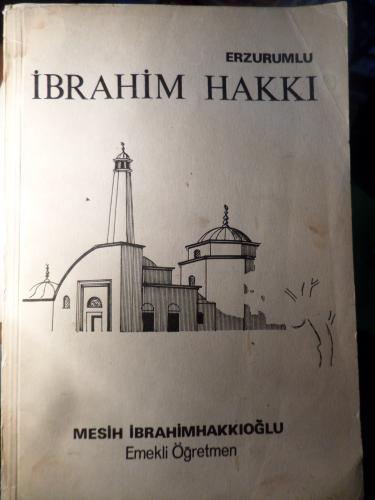 ERZURUMLU
İBRAHİM HAKKI
MESİH İBRAHİMHAKKIOĞLU
Emekli Öğretmen